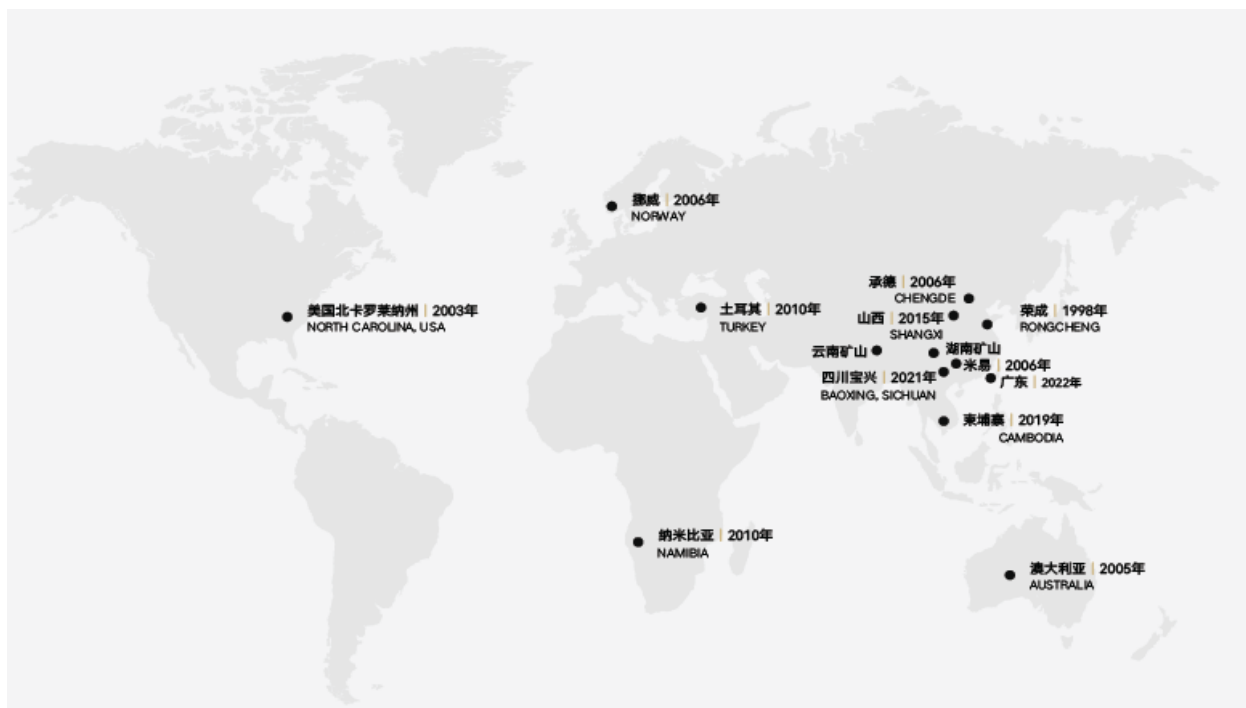 挪威 | 2006年
NORWAY
承德 | 2006年
CHENGDE
美国北卡罗莱纳州 | 2003年
NORTH CAROLINA, USA
土耳其 | 2010年
TURKEY
山西 | 2015年
SHANGXI
荣成 | 1998年
RONGCHENG
云南矿山
湖南矿山
米易 | 2006年
四川宝兴 | 2021年
BAOXING, SICHUAN
广东 | 2022年
柬埔寨 | 2019年
CAMBODIA
纳米比亚 | 2010年
NAMIBIA
澳大利亚 | 2005年
AUSTRALIA